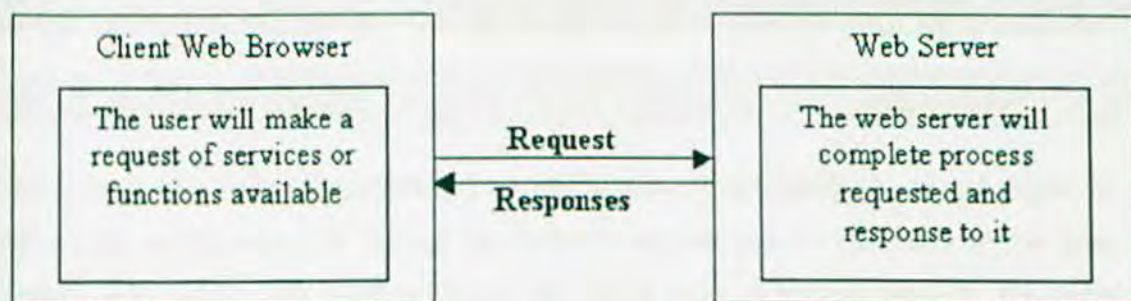 Client Web Browser
The user will make a
request of services or
functions available
Request
Responses
Web Server
The web server will
complete process
requested and
response to it